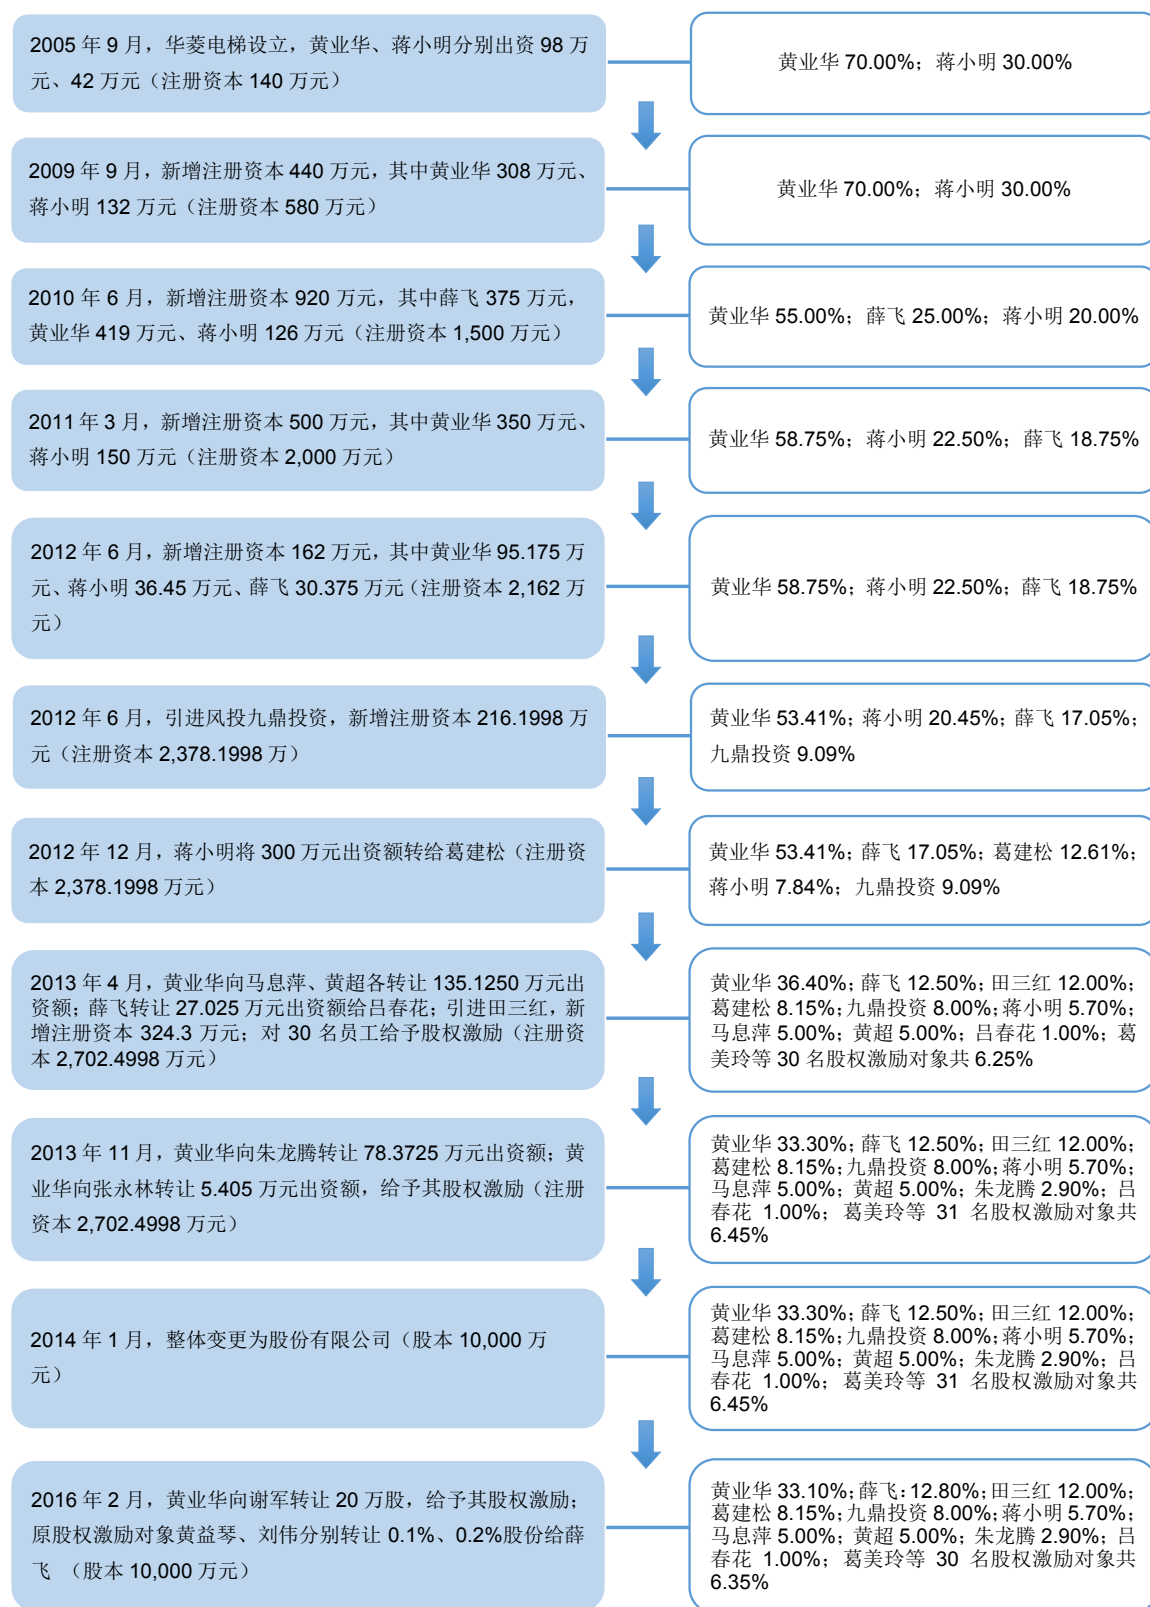 2005 年 9 月，华菱电梯设立，黄业华、蒋小明分别出资 98 万
元、42 万元（注册资本 140 万元）
黄业华 70.00%；蒋小明 30.00%
2009 年 9 月，新增注册资本 440 万元，其中黄业华 308 万元、
蒋小明 132 万元（注册资本 580 万元）
黄业华 70.00%；蒋小明 30.00%
2010 年 6 月，新增注册资本 920 万元，其中薛飞 375 万元，
黄业华 419 万元、蒋小明 126 万元（注册资本 1,500 万元）
黄业华 55.00%；薛飞 25.00%；蒋小明 20.00%
2011 年 3 月，新增注册资本 500 万元，其中黄业华 350 万元、
蒋小明 150 万元（注册资本 2,000 万元）
黄业华 58.75%；蒋小明 22.50%；薛飞 18.75%
2012 年 6 月，新增注册资本 162 万元，其中黄业华 95.175 万
元、蒋小明 36.45 万元、薛飞 30.375 万元（注册资本 2,162 万
元）
黄业华 58.75%；蒋小明 22.50%；薛飞 18.75%
2012 年 6 月，引进风投九鼎投资，新增注册资本 216.1998 万
元（注册资本 2,378.1998 万）
黄业华 53.41%；蒋小明 20.45%；薛飞 17.05%；
九鼎投资 9.09%
2012 年 12 月，蒋小明将 300 万元出资额转给葛建松（注册资
本 2,378.1998 万元）
黄业华 53.41%；薛飞 17.05%；葛建松 12.61%；
蒋小明 7.84%；九鼎投资 9.09%
2013 年 4 月，黄业华向马息萍、黄超各转让 135.1250 万元出
资额；薛飞转让 27.025 万元出资额给吕春花；引进田三红，新
增注册资本 324.3 万元；对 30 名员工给予股权激励（注册资
本 2,702.4998 万元）
黄业华 36.40%；薛飞 12.50%；田三红 12.00%；
葛建松 8.15%；九鼎投资 8.00%；蒋小明 5.70%；
马息萍 5.00%；黄超 5.00%；吕春花 1.00%；葛
美玲等 30 名股权激励对象共 6.25%
2013 年 11 月，黄业华向朱龙腾转让 78.3725 万元出资额；黄
业华向张永林转让 5.405 万元出资额，给予其股权激励（注册
资本 2,702.4998 万元）
黄业华 33.30%；薛飞 12.50%；田三红 12.00%；
葛建松 8.15%；九鼎投资 8.00%；蒋小明 5.70%；
马息萍 5.00%；黄超 5.00%；朱龙腾 2.90%；吕
春花 1.00%；葛美玲等 31 名股权激励对象共
6.45%
2014 年 1 月，整体变更为股份有限公司（股本 10,000 万
元）
黄业华 33.30%；薛飞 12.50%；田三红 12.00%；
葛建松 8.15%；九鼎投资 8.00%；蒋小明 5.70%；
马息萍 5.00%；黄超 5.00%；朱龙腾 2.90%；吕
春花 1.00%；葛美玲等 31 名股权激励对象共
6.45%
2016 年 2 月，黄业华向谢军转让 20 万股，给予其股权激励；
原股权激励对象黄益琴、刘伟分别转让 0.1%、0.2%股份给薛
飞 （股本 10,000 万元）
黄业华 33.10%；薛飞：12.80%；田三红 12.00%；
葛建松 8.15%；九鼎投资 8.00%；蒋小明 5.70%；
马息萍 5.00%；黄超 5.00%；朱龙腾 2.90%；吕
春花 1.00%；葛美玲等 30 名股权激励对象共
6.35%